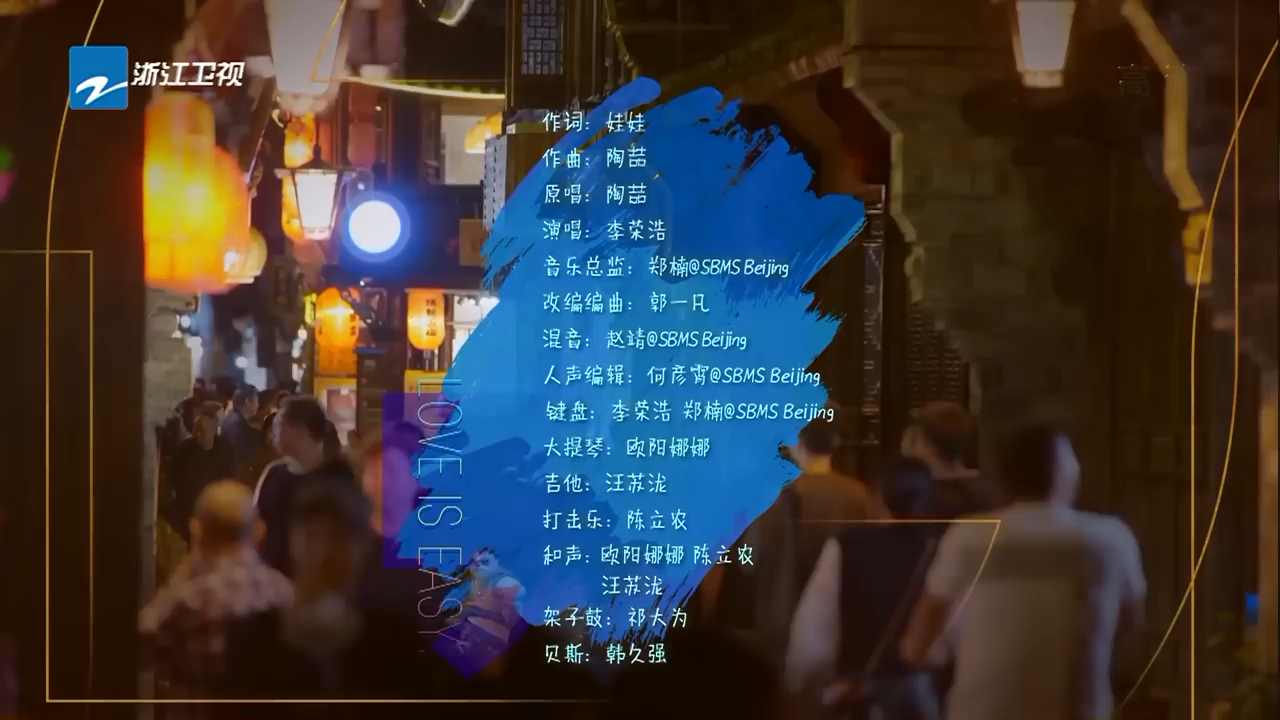 浙江卫视
作词：娃娃
作曲：陶喆
原唱：陶喆
演唱：李荣浩
音乐总监：郑楠@SBMS Beijing
改编编曲：郭一凡
混音：赵靖@SBMS Beijing
人声编辑：何彦霄@SBMS Beijing
键盘：李荣浩 郑楠@SBMS Beijing
大提琴：欧阳娜娜
吉他：汪苏泷
打击乐：陈立农
和声：欧阳娜娜 陈立农
汪苏泷
架子鼓：祁大为
贝斯：韩久强
LOVE IS EASY